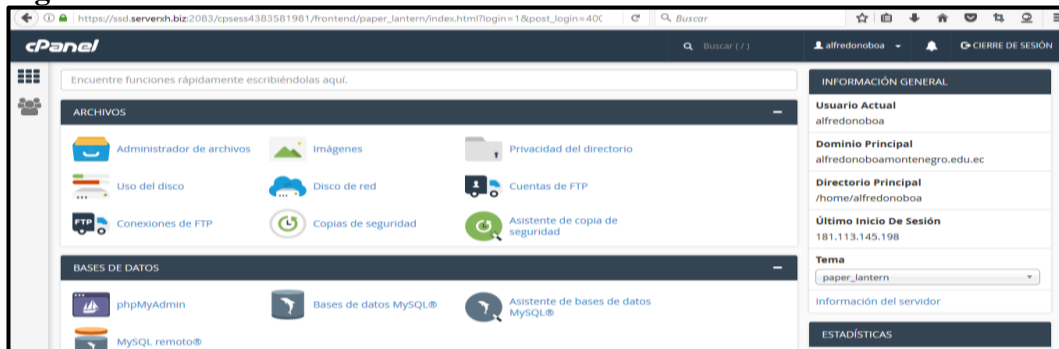 https://ssd.serverxh.biz:2083/cpsess4383581981/frontend/paper_lantern/index.html?login=1&post_login=400
Buscar
cPanel
Buscar ( / )
alfredonoboa
CIERRE DE SESIÓN
Encuentre funciones rápidamente escribiéndolas aquí.
ARCHIVOS
Administrador de archivos
Imágenes
Privacidad del directorio
Uso del disco
Disco de red
Cuentas de FTP
FTP
Conexiones de FTP
Copias de seguridad
Asistente de copia de
seguridad
BASES DE DATOS
phpMyAdmin
Bases de datos MySQL®
Asistente de bases de datos
MySQL®
MySQL remoto®
INFORMACIÓN GENERAL
Usuario Actual
alfredonoboa
Dominio Principal
alfredonoboamontenegro.edu.ec
Directorio Principal
/home/alfredonoboa
Último Inicio De Sesión
181.113.145.198
Tema
paper_lantern
Información del servidor
ESTADÍSTICAS